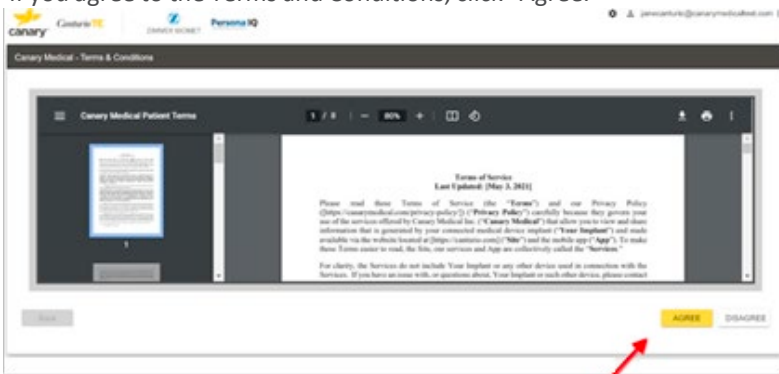 If you agree to the Terms and Conditions, click "Agree."
canary
Canturio TE
ZIMMER BIOMET
Persona IQ
janecanturio@canarymedicaltest.com
Canary Medical - Terms & Conditions
Canary Medical Patient Terms
1 / 8
80%
1
Terms of Service
Last Updated: [May 3, 2021]
Please read these Terms of Service (the "Terms") and our Privacy Policy
([https://canarymedical.com/privacy-policy/]) ("Privacy Policy") carefully because they govern your
use of the services offered by Canary Medical Inc. ("Canary Medical") that allow you to view and share
information that is generated by your connected medical device implant ("Your Implant") and made
available via the website located at [https://canturio.com] ("Site") and the mobile app ("App"). To make
these Terms easier to read, the Site, our services and App are collectively called the "Services."
For clarity, the Services do not include Your Implant or any other device used in connection with the
Services. If you have an issue with, or questions about, Your Implant or such other device, please contact
Back
AGREE
DISAGREE